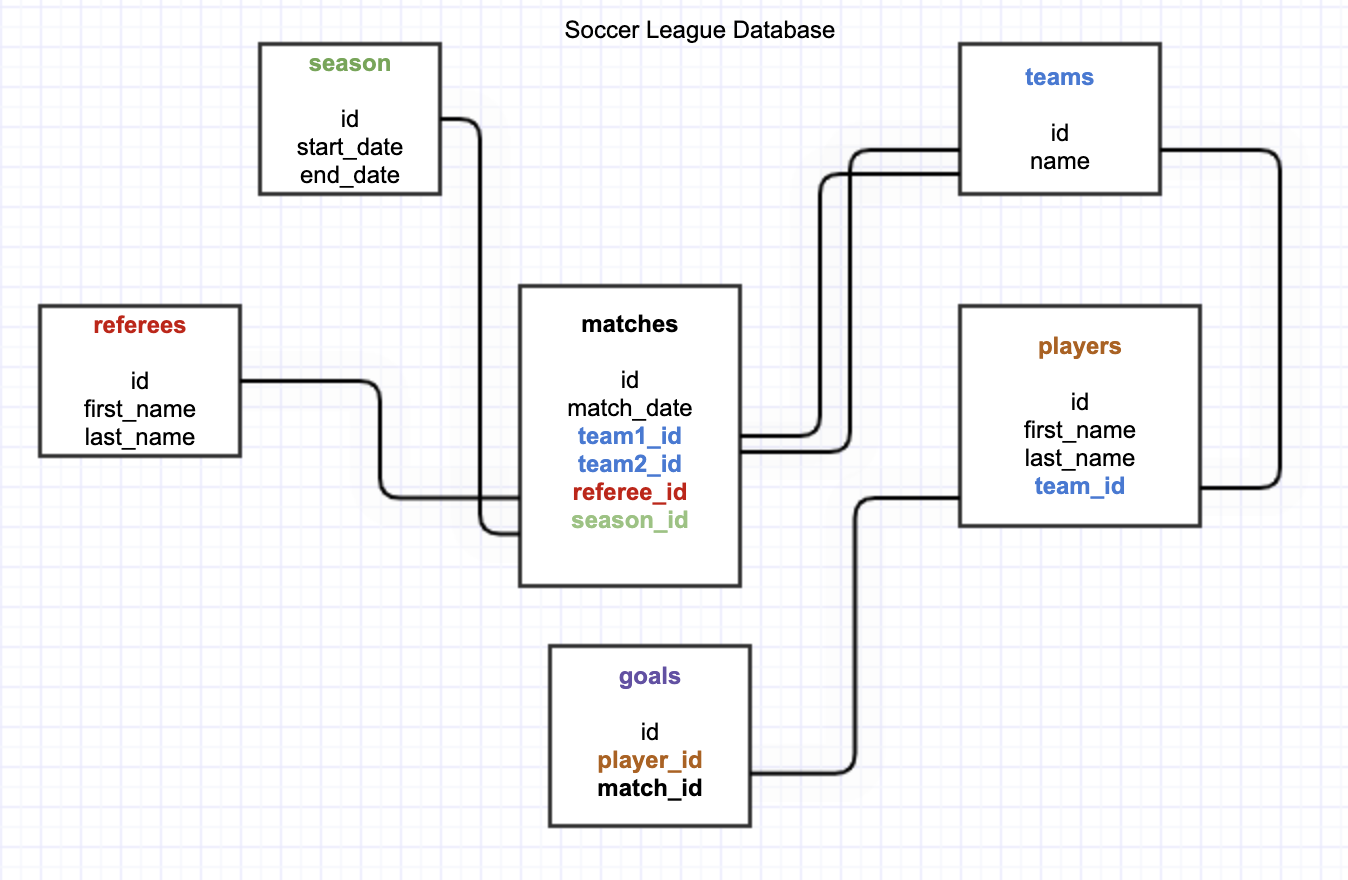 Soccer League Database
season
id
start_date
end_date
teams
id
name
referees
id
first_name
last_name
matches
id
match_date
team1_id
team2_id
referee_id
season_id
players
id
first_name
last_name
team_id
goals
id
player_id
match_id